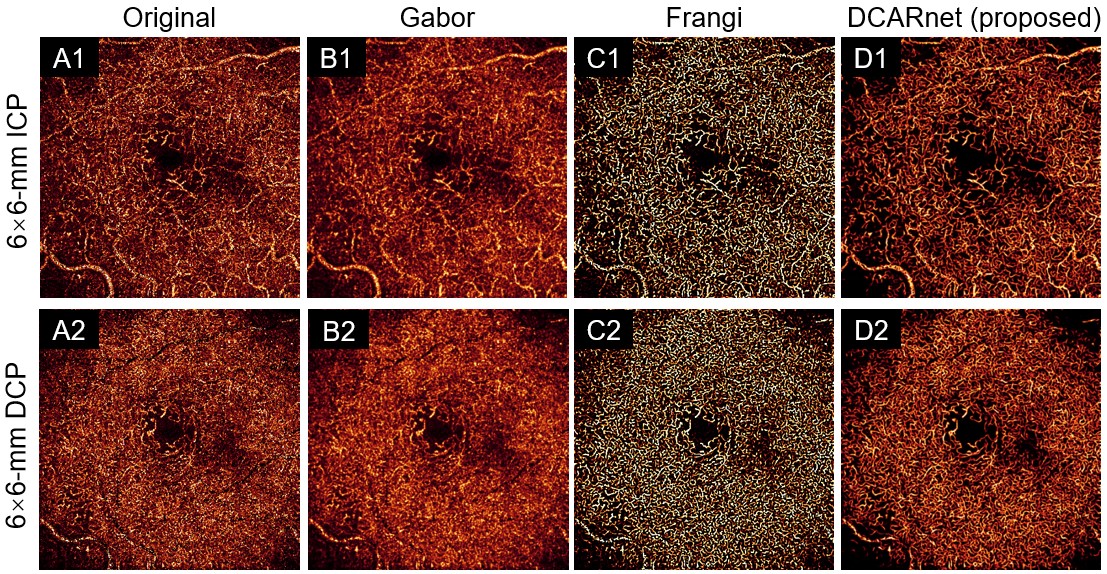 Original Gabor Frangi DCARnet (proposed)
6×6-mm ICP
A1 B1 C1 D1
6×6-mm DCP
A2 B2 C2 D2